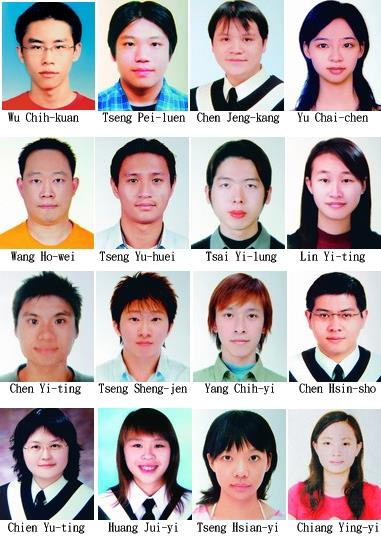 Wu Chih-kuan Tseng Pei-luen Chen Jeng-kang Yu Chai-chen
Wang Ho-wei Tseng Yu-huei Tsai Yi-lung Lin Yi-ting
Chen Yi-ting Tseng Sheng-jen Yang Chih-yi Chen Hsin-sho
Chien Yu-ting Huang Jui-yi Tseng Hsian-yi Chiang Ying-yi